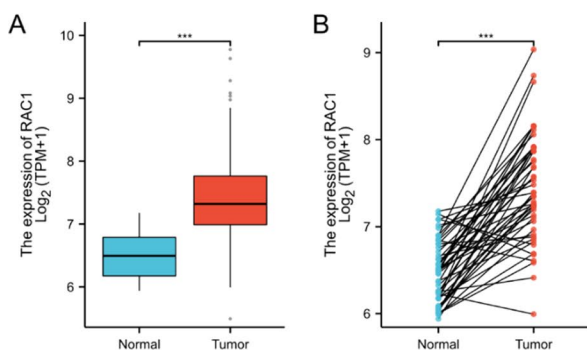 A
The expression of RAC1
Log2 (TPM+1)
10
9
8
7
6
***
Normal
Tumor
B
The expression of RAC1
Log2 (TPM+1)
9
8
7
6
***
Normal
Tumor